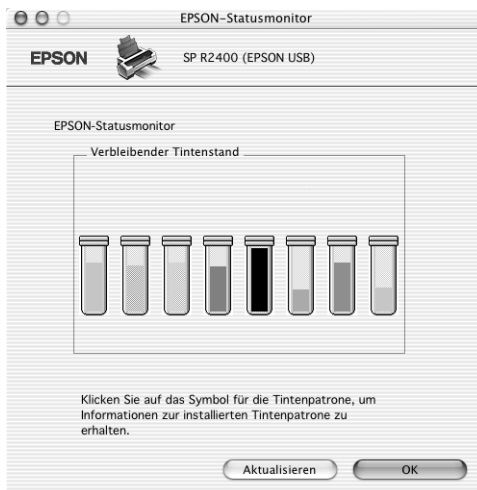 EPSON-Statusmonitor
EPSON
SP R2400 (EPSON USB)
EPSON-Statusmonitor
Verbleibender Tintenstand
Klicken Sie auf das Symbol für die Tintenpatrone, um
Informationen zur installierten Tintenpatrone zu
erhalten.
Aktualisieren
OK